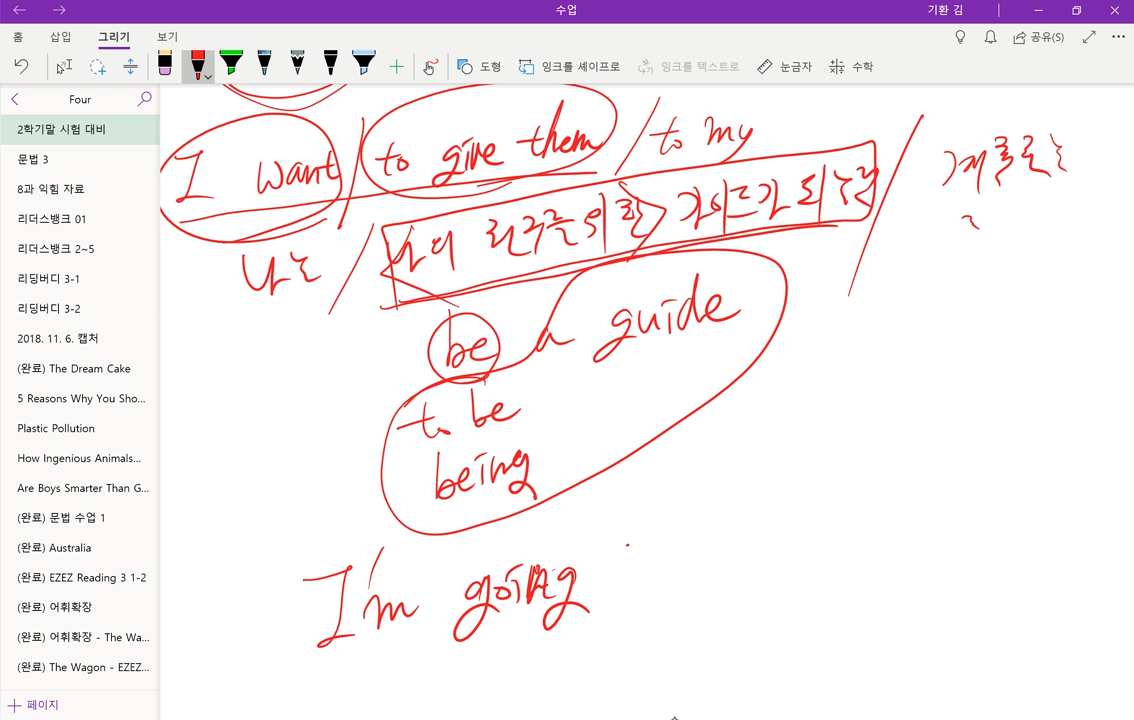 수업
기환 김
홈 삽입 그리기 보기
공유(S)
도형 잉크를 셰이프로 잉크를 텍스트로 눈금자 수학
Four
2학기말 시험 대비
문법 3
8과 익힘 자료
리더스뱅크 01
리더스뱅크 2~5
리딩버디 3-1
리딩버디 3-2
2018. 11. 6. 캡처
(완료) The Dream Cake
5 Reasons Why You Sho...
Plastic Pollution
How Ingenious Animals...
Are Boys Smarter Than G...
(완료) 문법 수업 1
(완료) Australia
(완료) EZEZ Reading 3 1-2
(완료) 어휘확장
(완료) 어휘확장 - The Wa...
(완료) The Wagon - EZEZ...
페이지
I want / to give them / to my
나는 / 나의 친구들 위한 가이드가 되는 /
be a guide
to be
being
I'm going